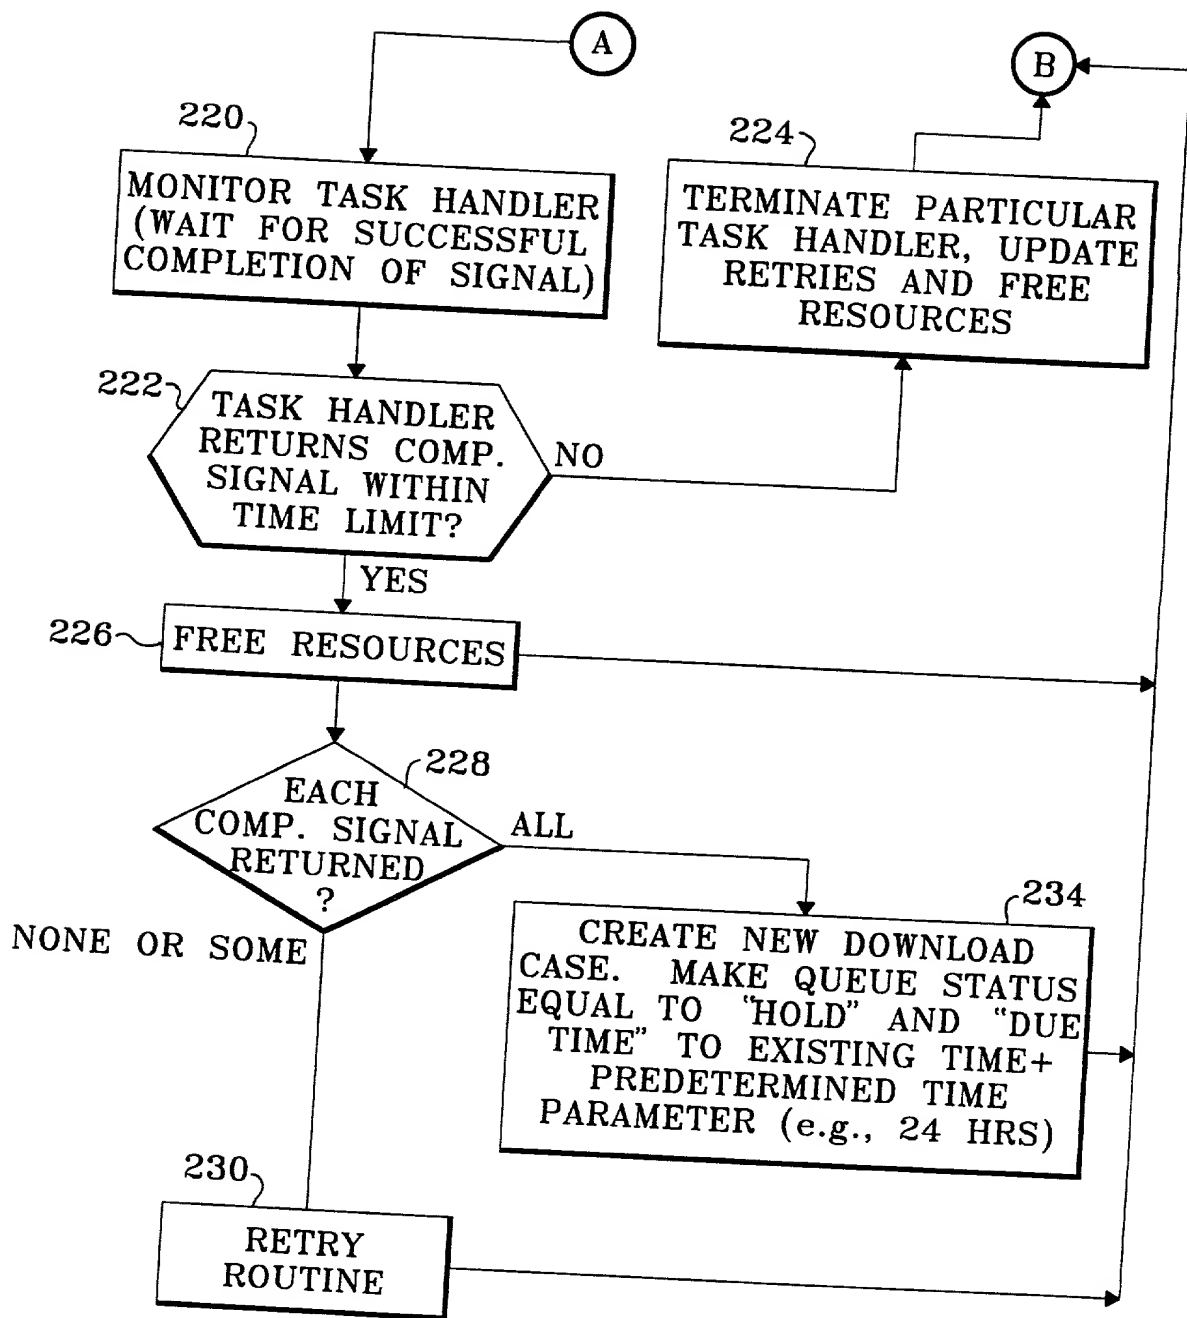 A
B
220
MONITOR TASK HANDLER
(WAIT FOR SUCCESSFUL
COMPLETION OF SIGNAL)
224
TERMINATE PARTICULAR
TASK HANDLER, UPDATE
RETRIES AND FREE
RESOURCES
222
TASK HANDLER
RETURNS COMP.
SIGNAL WITHIN
TIME LIMIT?
NO
YES
226
FREE RESOURCES
228
EACH
COMP. SIGNAL
RETURNED
?
ALL
NONE OR SOME
234
CREATE NEW DOWNLOAD
CASE. MAKE QUEUE STATUS
EQUAL TO "HOLD" AND "DUE
TIME" TO EXISTING TIME+
PREDETERMINED TIME
PARAMETER (e.g., 24 HRS)
230
RETRY
ROUTINE